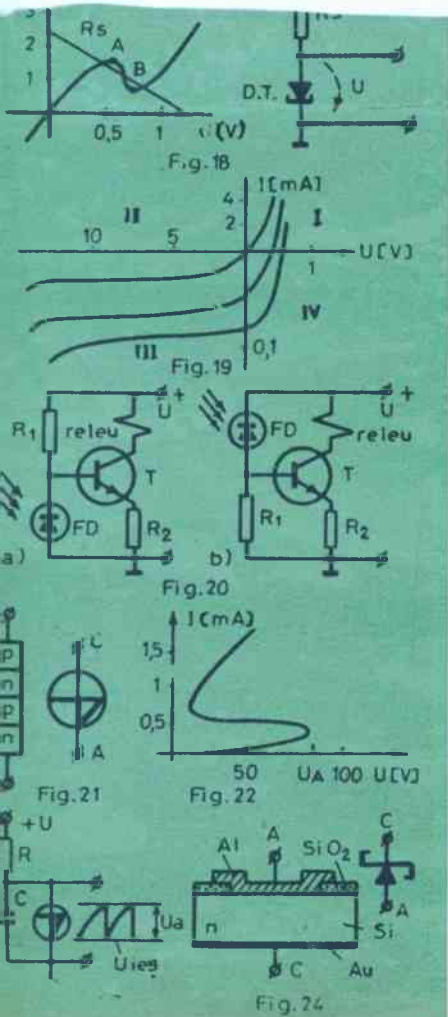 3
2
1
Rs
A
B
0,5 1 (V)
Fig.18
Rs
D.T.
U
I[mA]
4
2
II
I
10 5
1
U[V]
III
IV
0,1
Fig.19
R1
releu
U +
T
FD
R2
a)
FD
U +
releu
T
R1
R2
b)
Fig.20
p
n
p
n
C
A
Fig.21
I[mA]
1,5
1
0,5
50 UA 100 U[V]
Fig.22
+U
R
C
Ua
Uieş
Al
A
SiO2
n
Si
C
Au
C
A
Fig.24